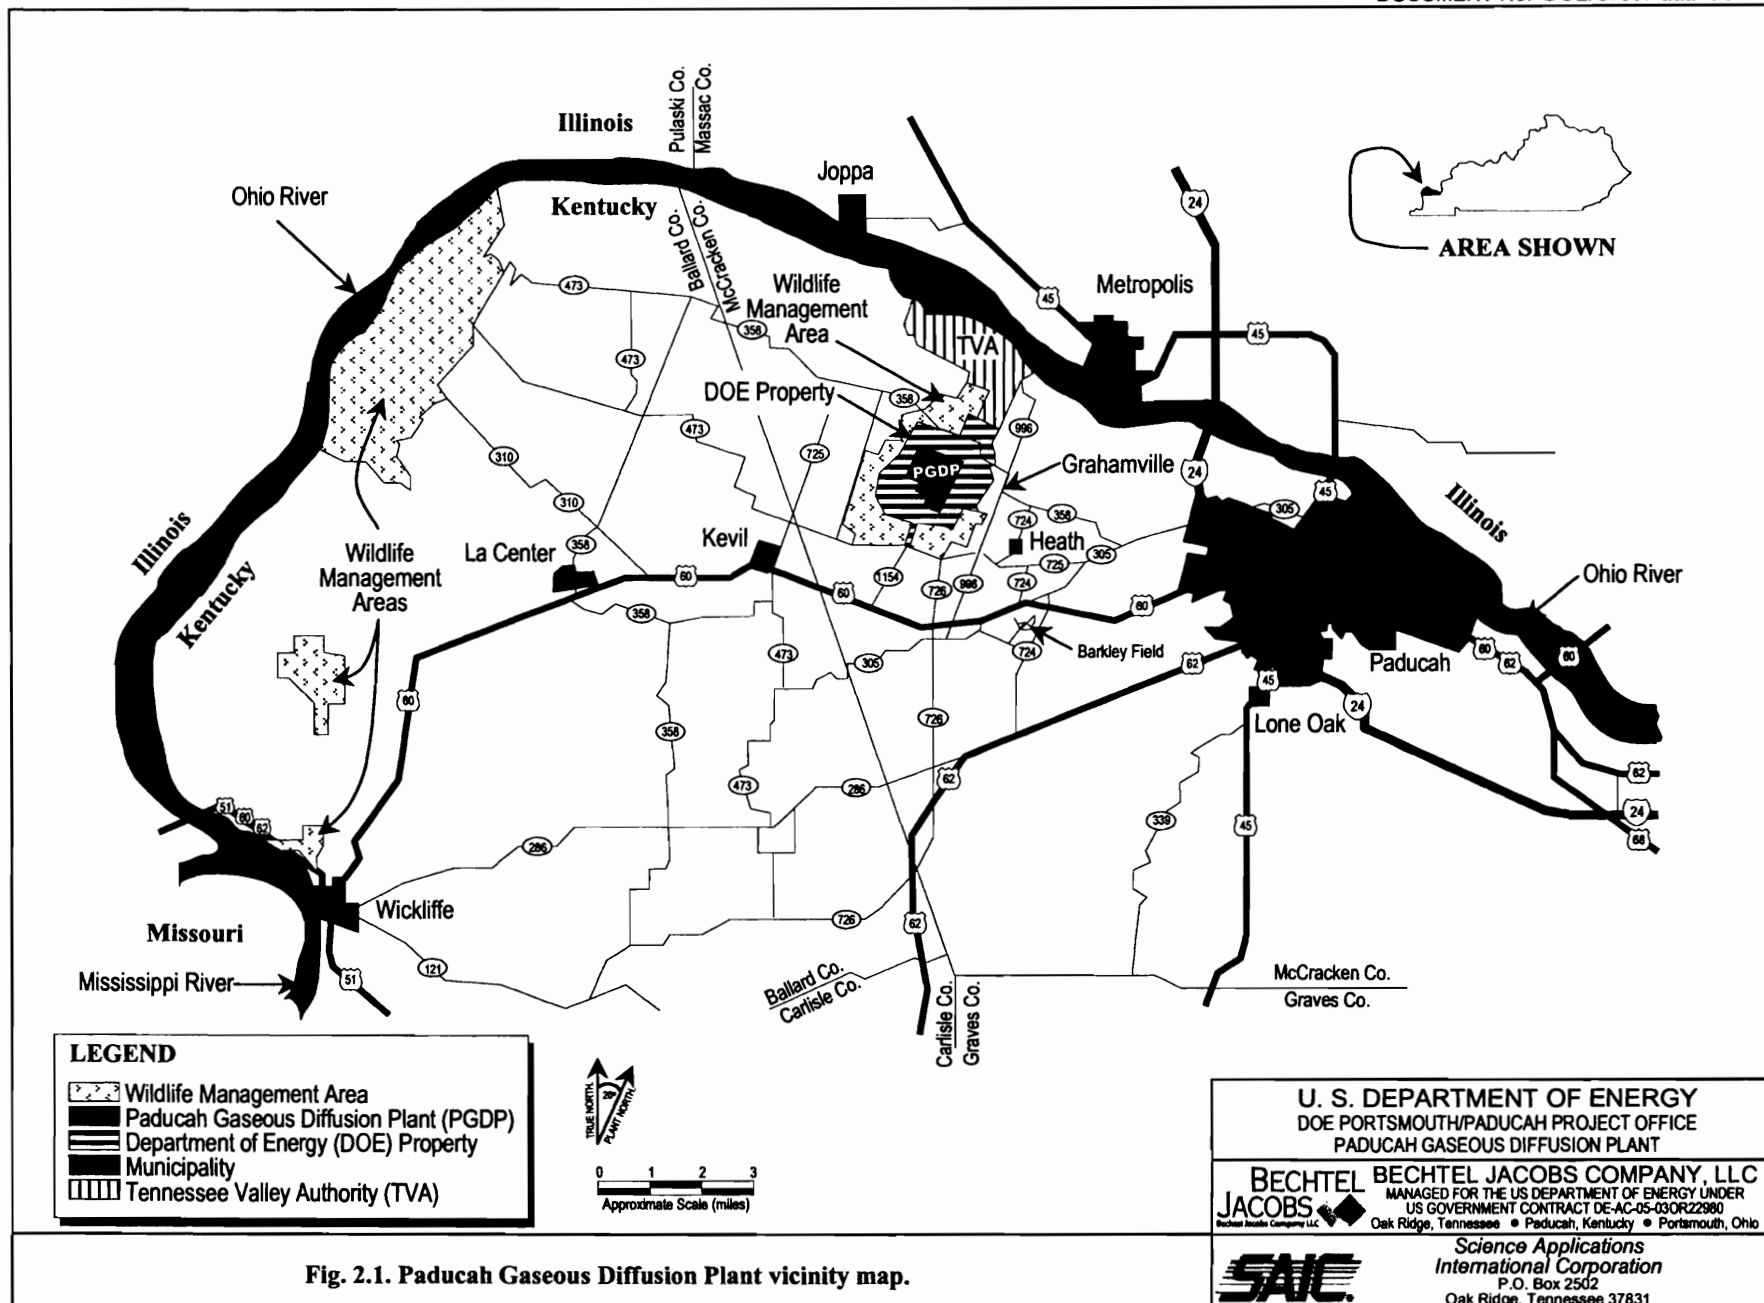 Pulaski Co.
Massac Co.
Illinois
Joppa
Ohio River
Kentucky
24
AREA SHOWN
Ballard Co.
McCracken Co.
473
Wildlife
Management
Area
358
45
Metropolis
45
TVA
473
DOE Property
358
473
725
996
310
PGDP
Grahamville
24
45
305
Illinois
310
724
358
Illinois
Kentucky
Wildlife
Management
Areas
La Center
358
Kevil
Heath
305
725
60
60
1154
726
996
724
60
Ohio River
358
Barkley Field
724
473
305
62
Paducah
60
62
60
45
60
358
726
24
Lone Oak
473
62
286
62
51
60
62
339
45
24
68
286
Wickliffe
726
62
Missouri
121
Mississippi River
51
Ballard Co.
Carlisle Co.
McCracken Co.
Graves Co.
Carlisle Co.
Graves Co.
LEGEND
Wildlife Management Area
Paducah Gaseous Diffusion Plant (PGDP)
Department of Energy (DOE) Property
Municipality
Tennessee Valley Authority (TVA)
TRUE NORTH
20°
PLANT NORTH
0 1 2 3
Approximate Scale (miles)
U. S. DEPARTMENT OF ENERGY
DOE PORTSMOUTH/PADUCAH PROJECT OFFICE
PADUCAH GASEOUS DIFFUSION PLANT
BECHTEL
JACOBS
Bechtel Jacobs Company LLC
BECHTEL JACOBS COMPANY, LLC
MANAGED FOR THE US DEPARTMENT OF ENERGY UNDER
US GOVERNMENT CONTRACT DE-AC-05-03OR22980
Oak Ridge, Tennessee • Paducah, Kentucky • Portsmouth, Ohio
SAIC.
Science Applications
International Corporation
P.O. Box 2502
Oak Ridge, Tennessee 37831
Fig. 2.1. Paducah Gaseous Diffusion Plant vicinity map.